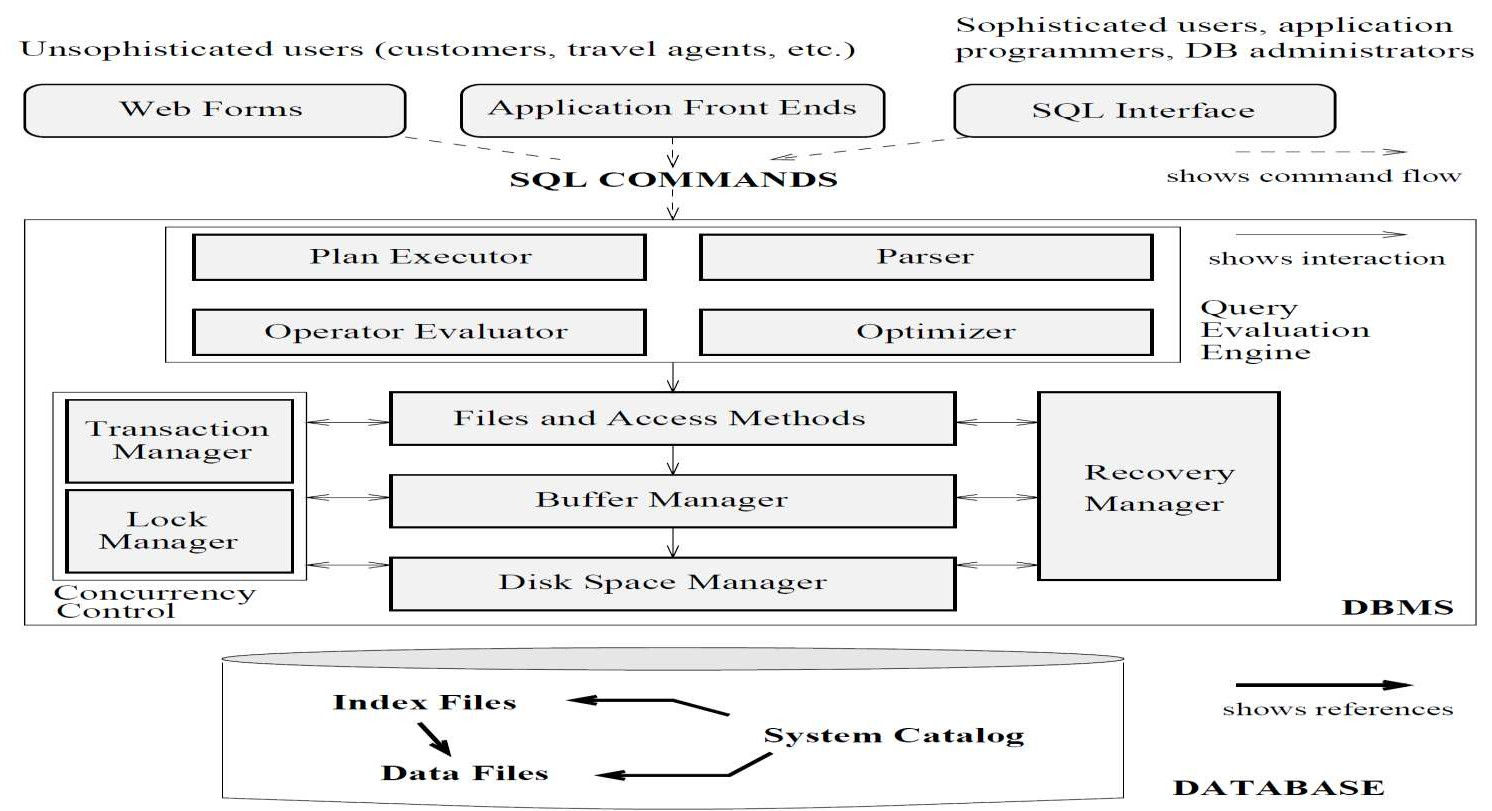 Unsophisticated users (customers, travel agents, etc.)
Sophisticated users, application
programmers, DB administrators
Web Forms
Application Front Ends
SQL Interface
SQL COMMANDS
shows command flow
Plan Executor
Parser
shows interaction
Operator Evaluator
Optimizer
Query
Evaluation
Engine
Transaction
Manager
Files and Access Methods
Recovery
Manager
Buffer Manager
Lock
Manager
Disk Space Manager
Concurrency
Control
DBMS
Index Files
shows references
System Catalog
Data Files
DATABASE